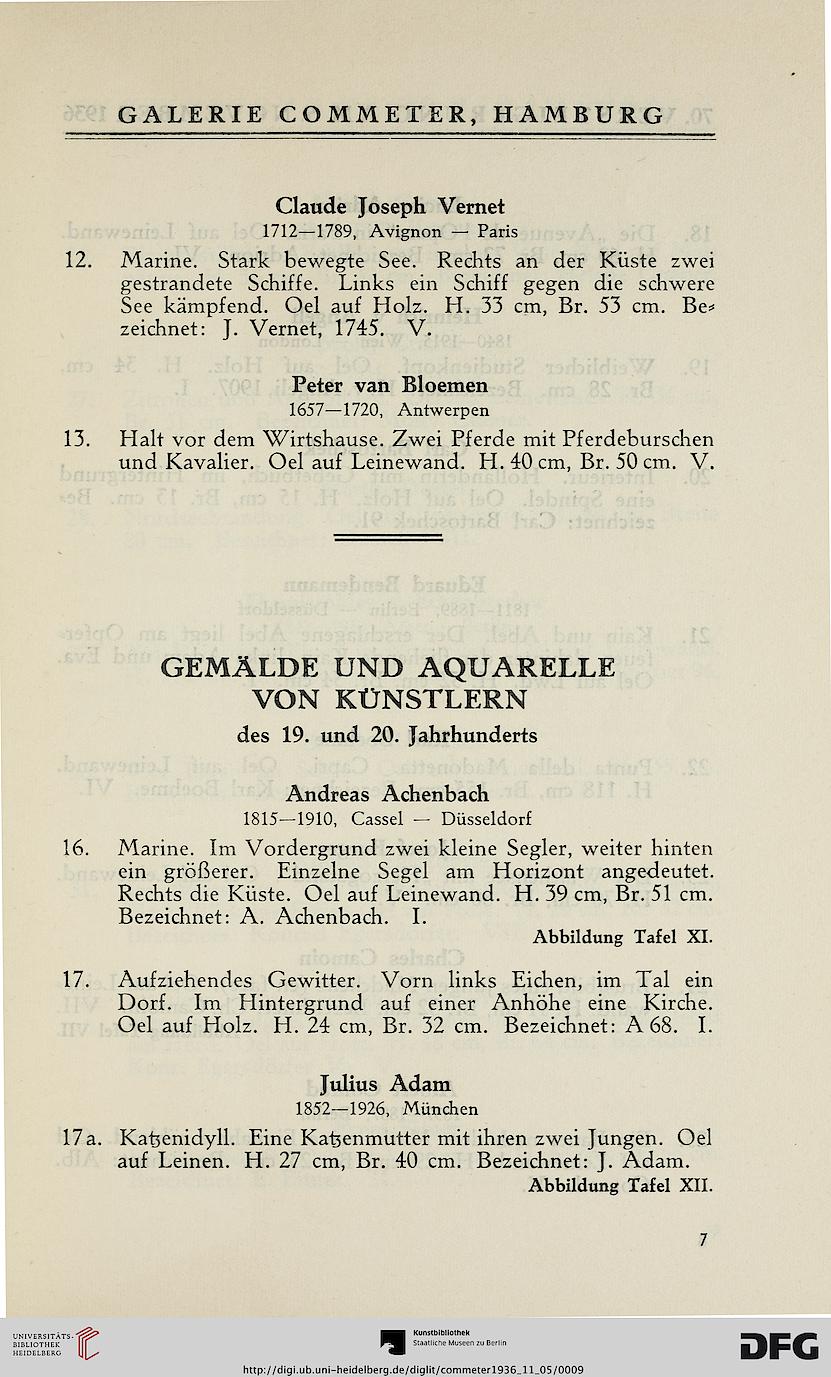 GALERIE COMMETER, HAMBURG
Claude Joseph Vernet
1712—1789, Avignon — Paris
12. Marine. Stark bewegte See. Rechts an der Küste zwei
gestrandete Schiffe. Links ein Schiff gegen die schwere
See kämpfend. Oel auf Holz. H. 33 cm, Br. 53 cm. Be-
zeichnet: J. Vernet, 1745. V.
Peter van Bloemen
1657—1720, Antwerpen
13. Halt vor dem Wirtshause. Zwei Pferde mit Pferdeburschen
und Kavalier. Oel auf Leinewand. H. 40 cm, Br. 50 cm. V.
GEMÄLDE UND AQUARELLE
VON KÜNSTLERN
des 19. und 20. Jahrhunderts
Andreas Achenbach
1815—1910, Cassel — Düsseldorf
16. Marine. Im Vordergrund zwei kleine Segler, weiter hinten
ein größerer. Einzelne Segel am Horizont angedeutet.
Rechts die Küste. Oel auf Leinewand. H. 39 cm, Br. 51 cm.
Bezeichnet: A. Achenbach. I.
Abbildung Tafel XI.
17. Aufziehendes Gewitter. Vorn links Eichen, im Tal ein
Dorf. Im Hintergrund auf einer Anhöhe eine Kirche.
Oel auf Holz. H. 24 cm, Br. 32 cm. Bezeichnet: A 68. I.
Julius Adam
1852—1926, München
17a. Katzenidyll. Eine Katzenmutter mit ihren zwei Jungen. Oel
auf Leinen. H. 27 cm, Br. 40 cm. Bezeichnet: J. Adam.
Abbildung Tafel XII.
7
UNIVERSITÄTS-
BIBLIOTHEK
HEIDELBERG
Kunstbibliothek
Staatliche Museen zu Berlin
DFG
http://digi.ub.uni-heidelberg.de/diglit/commeter1936_11_05/0009